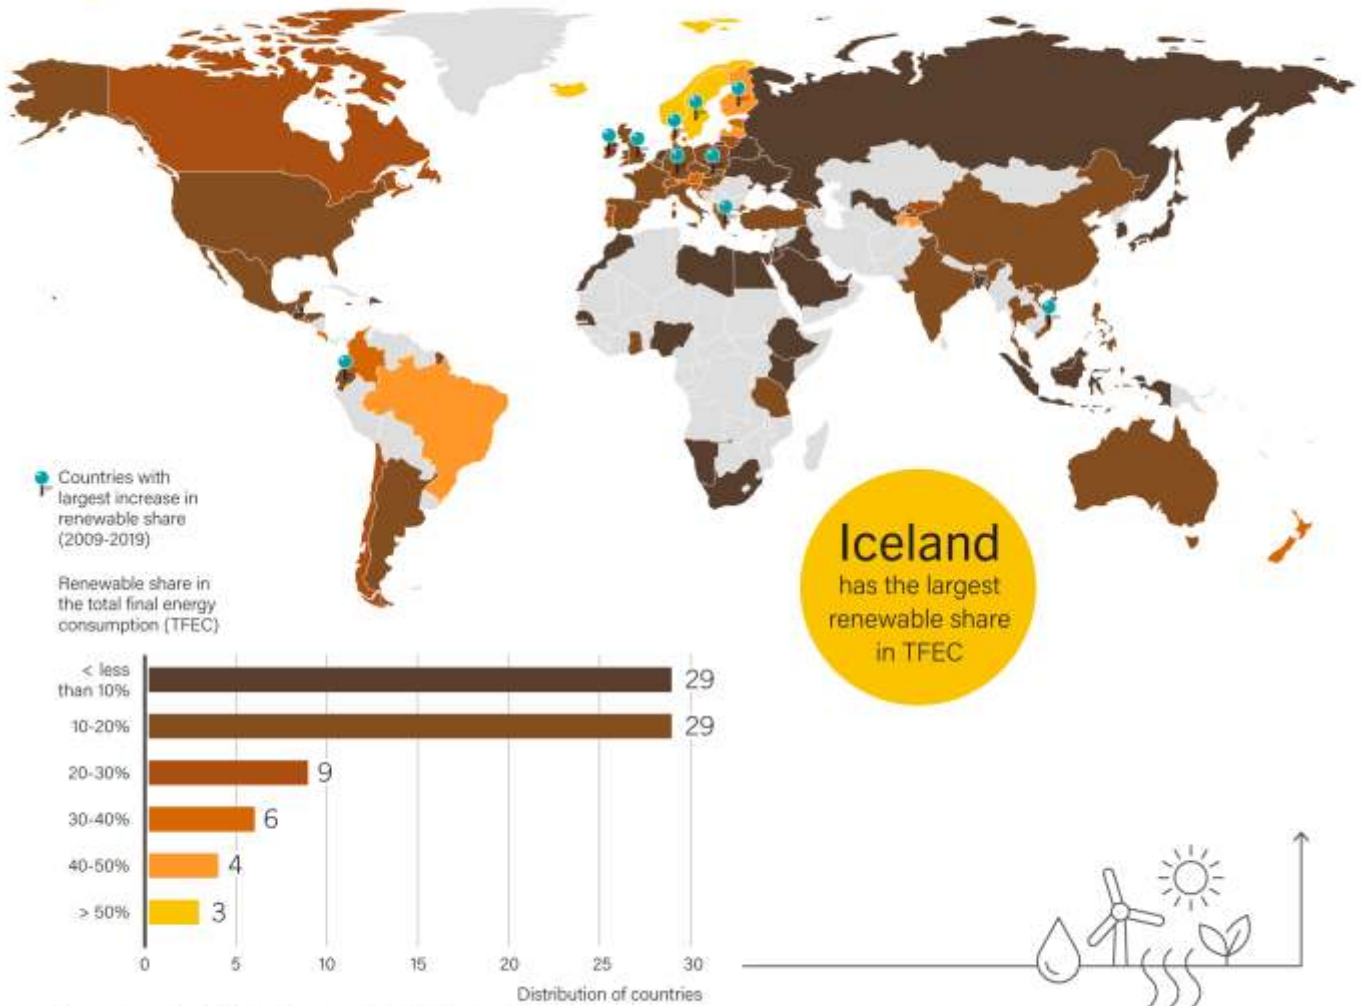 Countries with
largest increase in
renewable share
(2009-2019)
Renewable share in
the total final energy
consumption (TFEC)
Iceland
has the largest
renewable share
in TFEC
< less
than 10%
29
10-20%
29
20-30%
9
30-40%
6
40-50%
4
> 50%
3
0 5 10 15 20 25 30
Distribution of countries